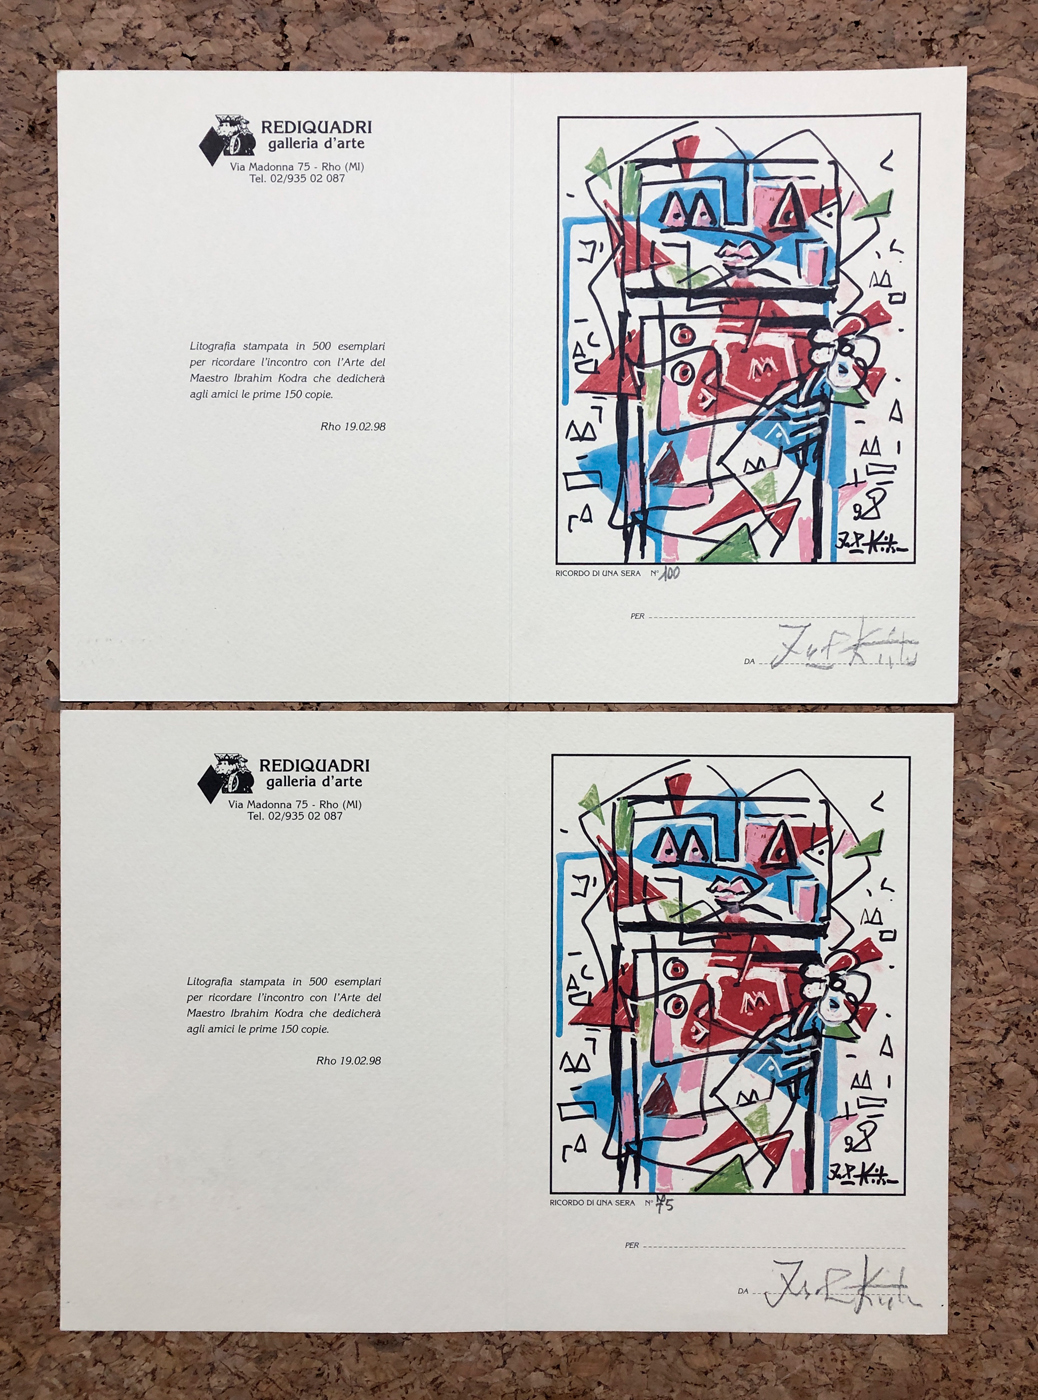 REDIQUADRI
galleria d'arte
Via Madonna 75 - Rho (MI)
Tel. 02/935 02 087
Litografia stampata in 500 esemplari
per ricordare l'incontro con l'Arte del
Maestro Ibrahim Kodra che dedicherà
agli amici le prime 150 copie.
Rho 19.02.98
98
RICORDO DI UNA SERA N° 100
PER
DA
REDIQUADRI
galleria d'arte
Via Madonna 75 - Rho (MI)
Tel. 02/935 02 087
Litografia stampata in 500 esemplari
per ricordare l'incontro con l'Arte del
Maestro Ibrahim Kodra che dedicherà
agli amici le prime 150 copie.
Rho 19.02.98
98
RICORDO DI UNA SERA N° 75
PER
DA